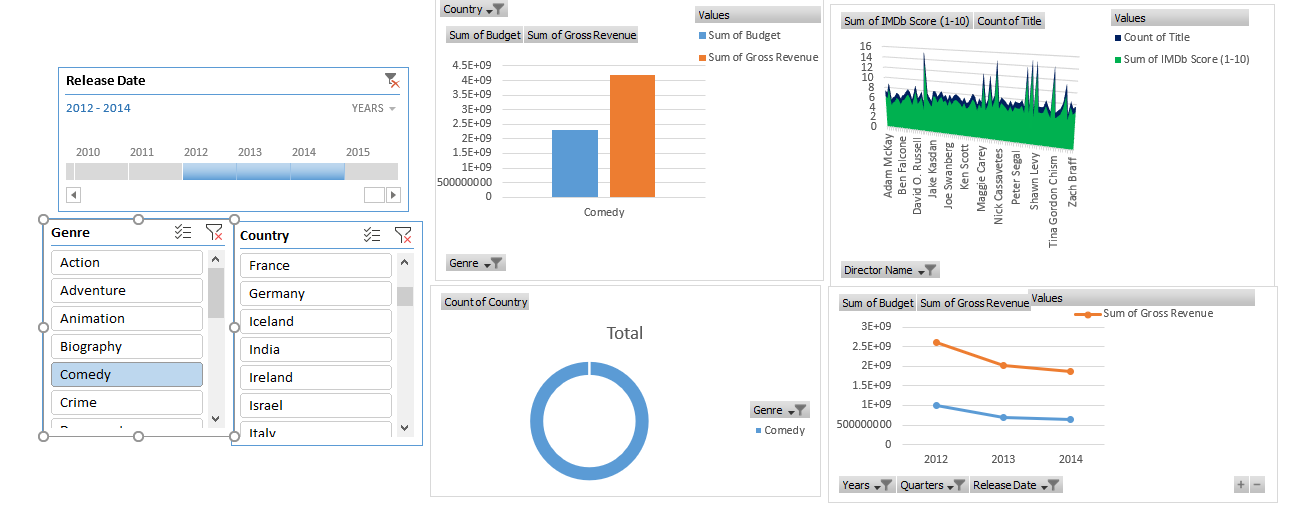 Release Date
2012 - 2014
YEARS
2010 2011 2012 2013 2014 2015
Genre
Action
Adventure
Animation
Biography
Comedy
Crime
Country
France
Germany
Iceland
India
Ireland
Israel
Italy
Country
Values
Sum of Budget Sum of Gross Revenue
Sum of Budget
Sum of Gross Revenue
4.5E+09
4E+09
3.5E+09
3E+09
2.5E+09
2E+09
1.5E+09
1E+09
500000000
0
Comedy
Genre
Sum of IMDb Score (1-10) Count of Title
Values
Count of Title
Sum of IMDb Score (1-10)
16
14
12
10
8
6
4
2
0
Adam McKay
Ben Falcone
David O. Russell
Jake Kasdan
Joe Swanberg
Ken Scott
Maggie Carey
Nick Cassavetes
Peter Segal
Shawn Levy
Tina Gordon Chism
Zach Braff
Director Name
Count of Country
Total
Genre
Comedy
Sum of Budget Sum of Gross Revenue
Values
Sum of Gross Revenue
3E+09
2.5E+09
2E+09
1.5E+09
1E+09
500000000
0
2012 2013 2014
Years Quarters Release Date